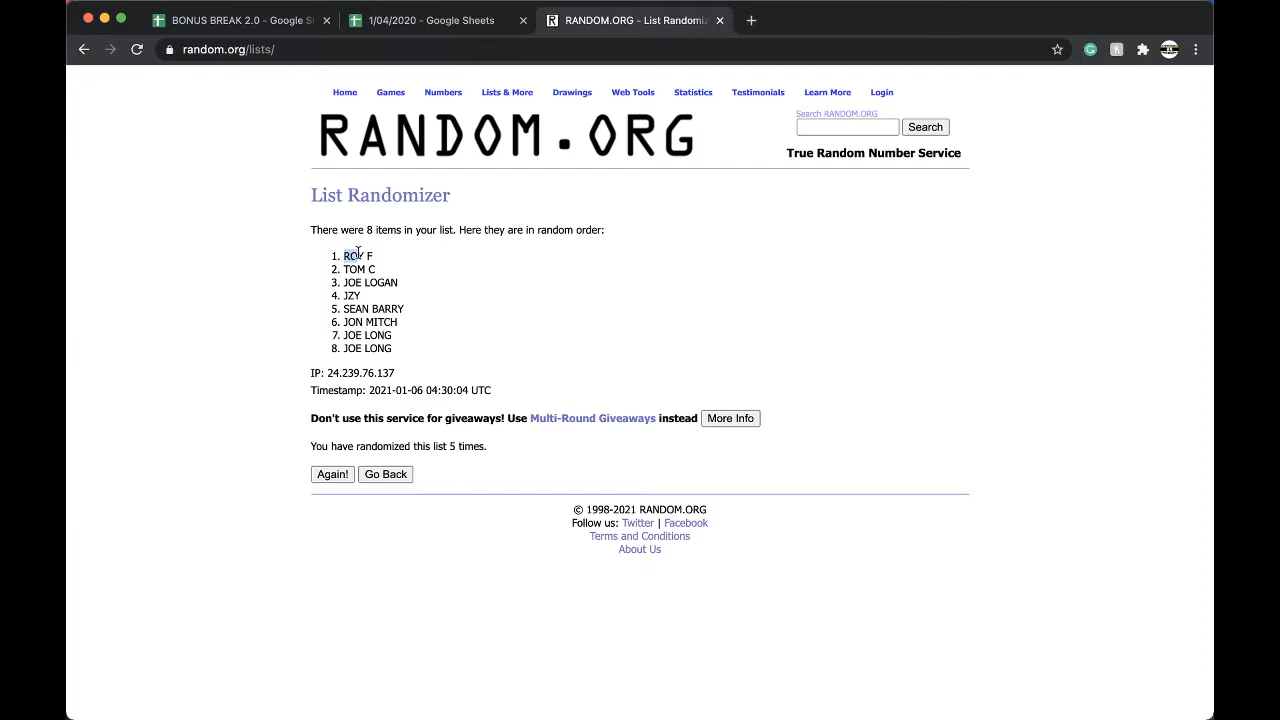 BONUS BREAK 2.0 - Google S
1/04/2020 - Google Sheets
RANDOM.ORG - List Randomiz
random.org/lists/
Home Games Numbers Lists & More Drawings Web Tools Statistics Testimonials Learn More Login
Search RANDOM.ORG
RANDOM.ORG
Search
True Random Number Service
List Randomizer
There were 8 items in your list. Here they are in random order:
1. ROY F
2. TOM C
3. JOE LOGAN
4. JZY
5. SEAN BARRY
6. JON MITCH
7. JOE LONG
8. JOE LONG
IP: 24.239.76.137
Timestamp: 2021-01-06 04:30:04 UTC
Don't use this service for giveaways! Use Multi-Round Giveaways instead More Info
You have randomized this list 5 times.
Again! Go Back
© 1998-2021 RANDOM.ORG
Follow us: Twitter | Facebook
Terms and Conditions
About Us